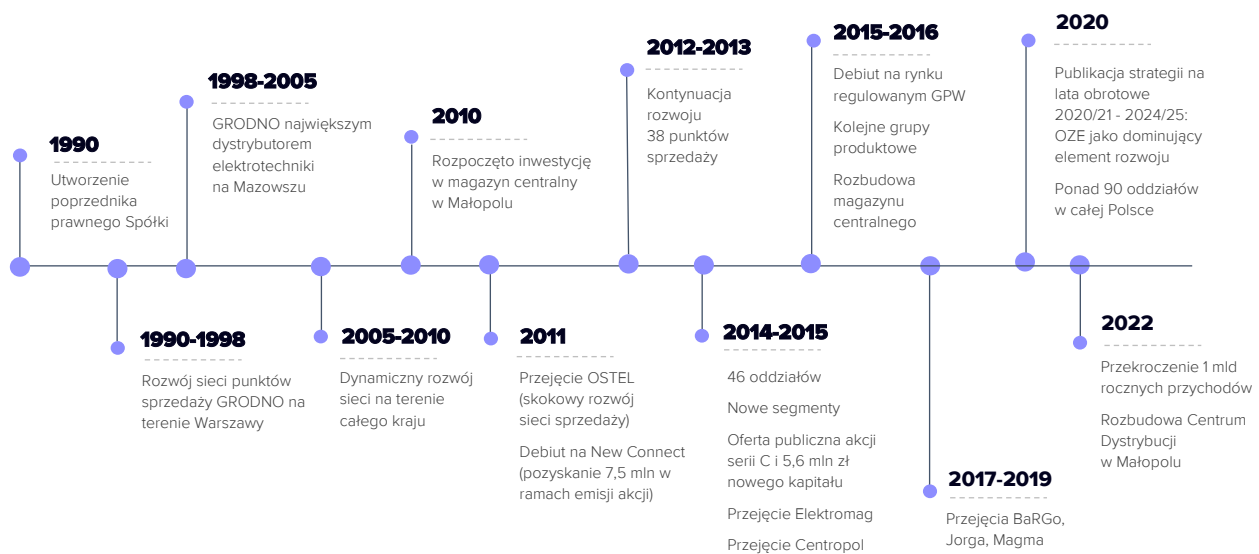 1990
Utworzenie
poprzednika
prawnego Spółki
1990-1998
Rozwój sieci punktów
sprzedaży GRODNO na
terenie Warszawy
1998-2005
GRODNO największym
dystrybutorem
elektrotechniki
na Mazowszu
2005-2010
Dynamiczny rozwój
sieci na terenie
całego kraju
2010
Rozpoczęto inwestycję
w magazyn centralny
w Małopolu
2011
Przejęcie OSTEL
(skokowy rozwój
sieci sprzedaży)
Debiut na New Connect
(pozyskanie 7,5 mln w
ramach emisji akcji)
2012-2013
Kontynuacja
rozwoju
38 punktów
sprzedaży
2014-2015
46 oddziałów
Nowe segmenty
Oferta publiczna akcji
serii C i 5,6 mln zł
nowego kapitału
Przejęcie Elektromag
Przejęcie Centropol
2015-2016
Debiut na rynku
regulowanym GPW
Kolejne grupy
produktowe
Rozbudowa
magazynu
centralnego
2017-2019
Przejęcia BaRGo,
Jorga, Magma
2020
Publikacja strategii na
lata obrotowe
2020/21 - 2024/25:
OZE jako dominujący
element rozwoju
Ponad 90 oddziałów
w całej Polsce
2022
Przekroczenie 1 mld
rocznych przychodów
Rozbudowa Centrum
Dystrybucji
w Małopolu